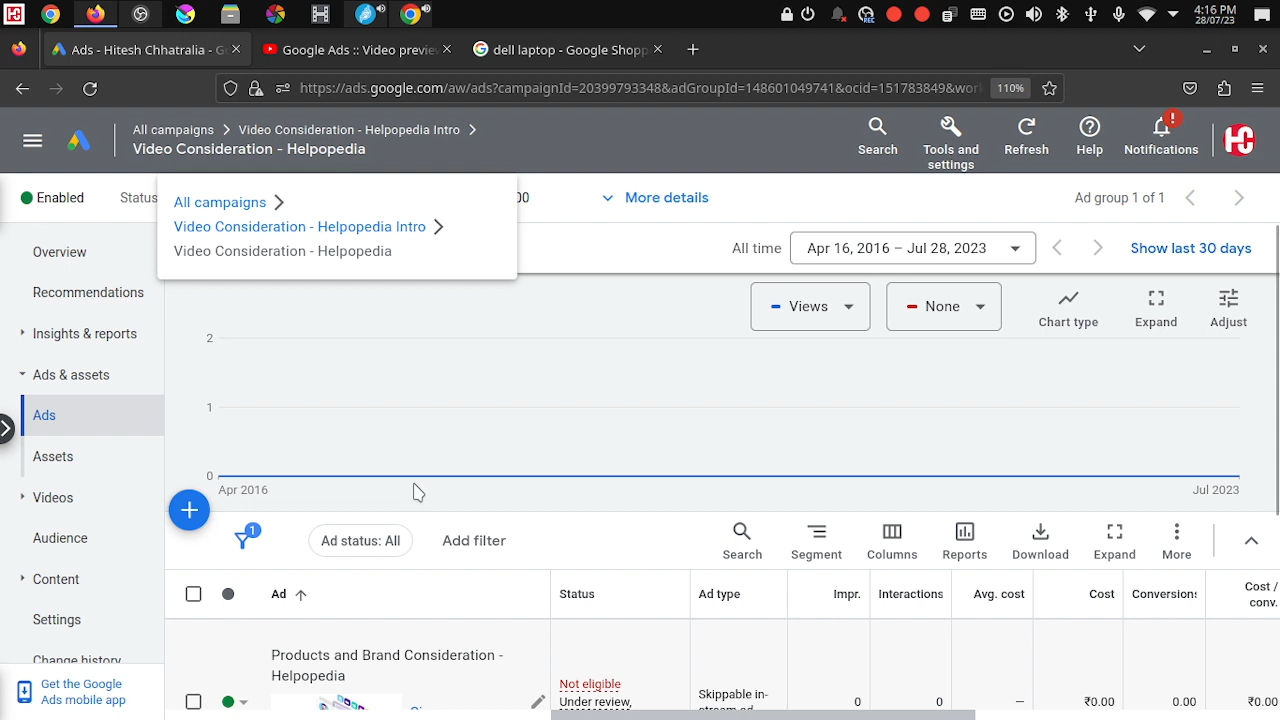 4:16 PM
28/07/23
Ads - Hitesh Chhatralia - G
Google Ads :: Video previe
dell laptop - Google Shopp
https://ads.google.com/aw/ads?campaignId=20399793348&adGroupId=148601049741&ocid=151783849&wor
110%
All campaigns
Video Consideration - Helpopedia Intro
Video Consideration - Helpopedia
Search
Tools and settings
Refresh
Help
Notifications
Enabled
Status
00
More details
Ad group 1 of 1
All campaigns
Video Consideration - Helpopedia Intro
Video Consideration - Helpopedia
All time
Apr 16, 2016 – Jul 28, 2023
Show last 30 days
Overview
Recommendations
Insights & reports
Ads & assets
Ads
Assets
Videos
Audience
Content
Settings
Change history
Get the Google
Ads mobile app
Views
None
Chart type
Expand
Adjust
2
1
0
Apr 2016
Jul 2023
1
Ad status: All
Add filter
Search
Segment
Columns
Reports
Download
Expand
More
Ad
Status
Ad type
Impr.
Interactions
Avg. cost
Cost
Conversions
Cost /
conv.
Products and Brand Consideration -
Helpopedia
Not eligible
Under review,
Skippable in-
stream ad
0
0
—
₹0.00
0.00
₹0.00